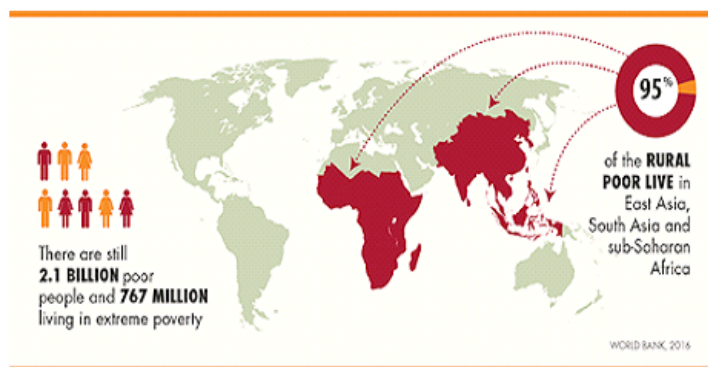 95%
of the RURAL
POOR LIVE in
East Asia,
South Asia and
sub-Saharan
Africa
There are still
2.1 BILLION poor
people and 767 MILLION
living in extreme poverty
WORLD BANK, 2016